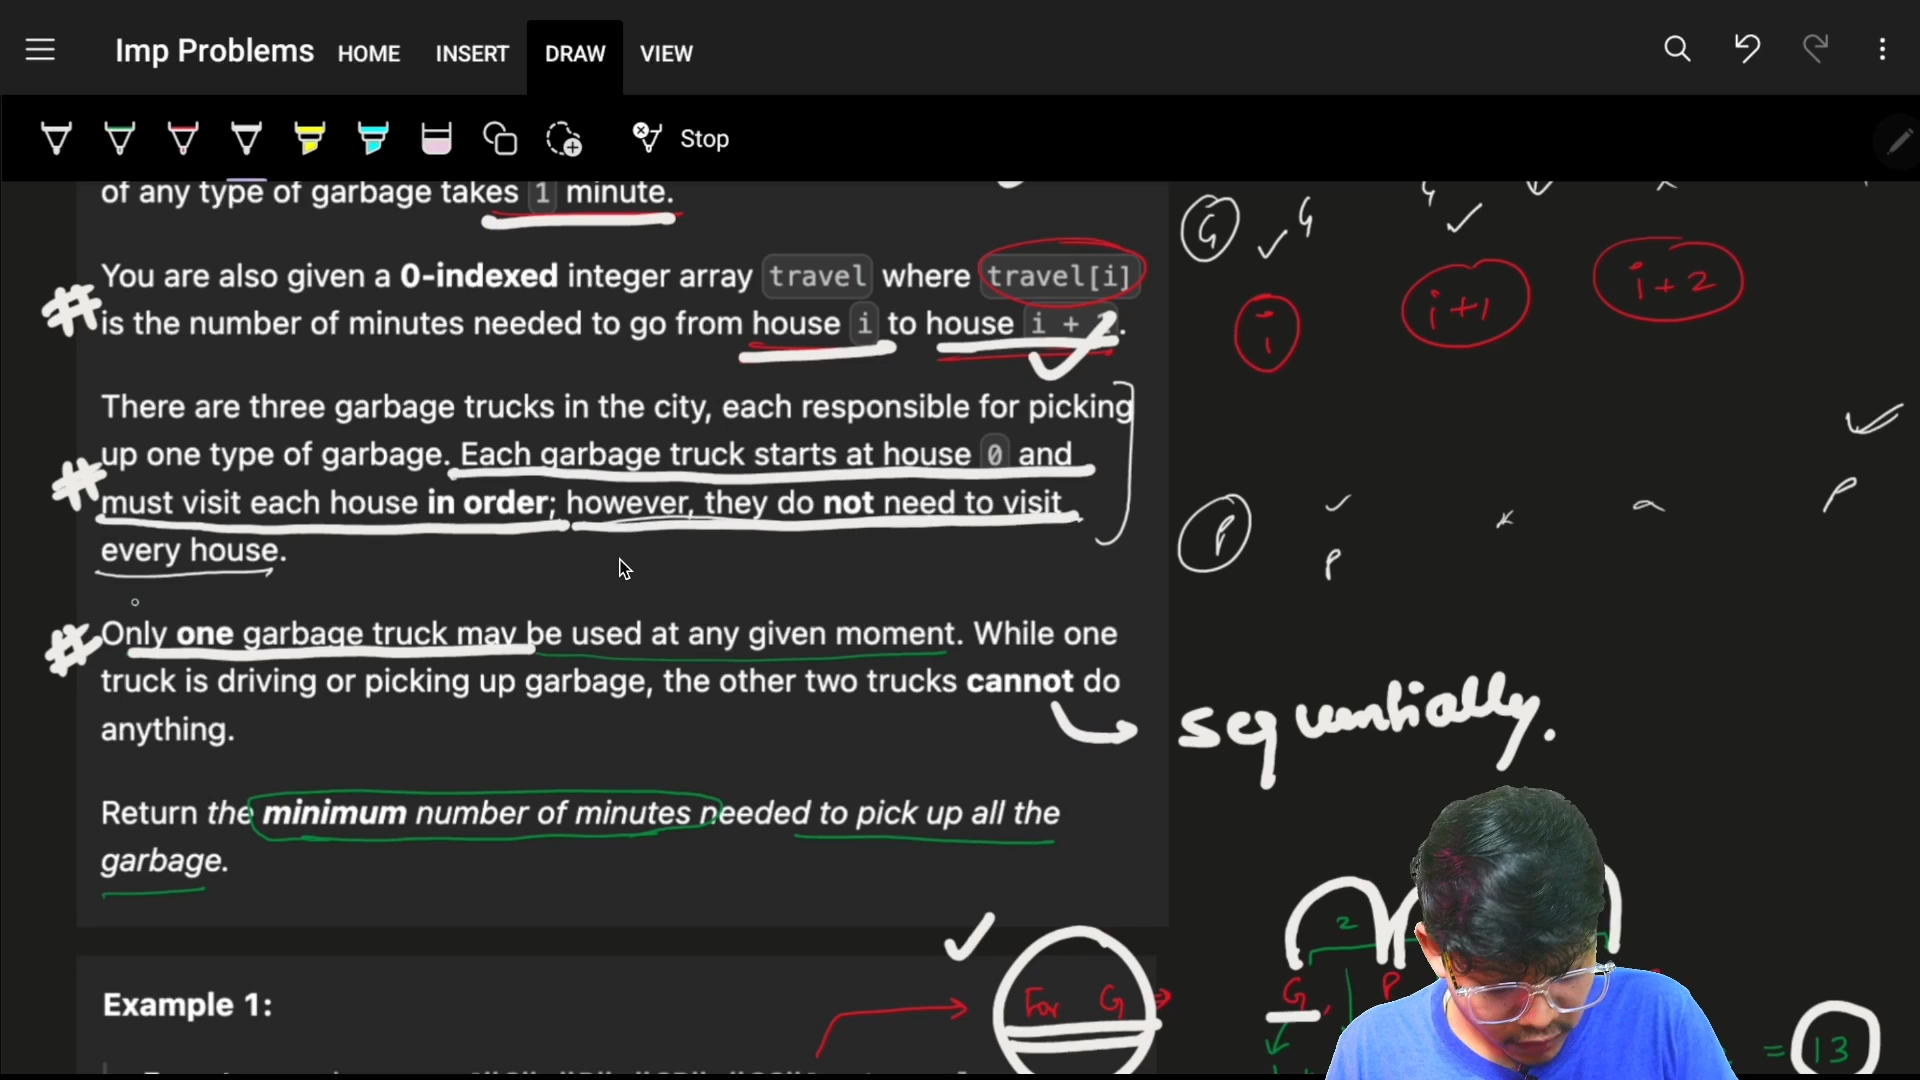 Imp Problems HOME INSERT DRAW VIEW
Stop
of any type of garbage takes 1 minute.
You are also given a 0-indexed integer array travel where travel[i]
is the number of minutes needed to go from house i to house i + 1.
There are three garbage trucks in the city, each responsible for picking
up one type of garbage. Each garbage truck starts at house 0 and
must visit each house in order; however, they do not need to visit
every house.
Only one garbage truck may be used at any given moment. While one
truck is driving or picking up garbage, the other two trucks cannot do
anything.
Return the minimum number of minutes needed to pick up all the
garbage.
Example 1:
G G
i i+1 i+2
P P
P
sequentially.
2
For G G P
= 13